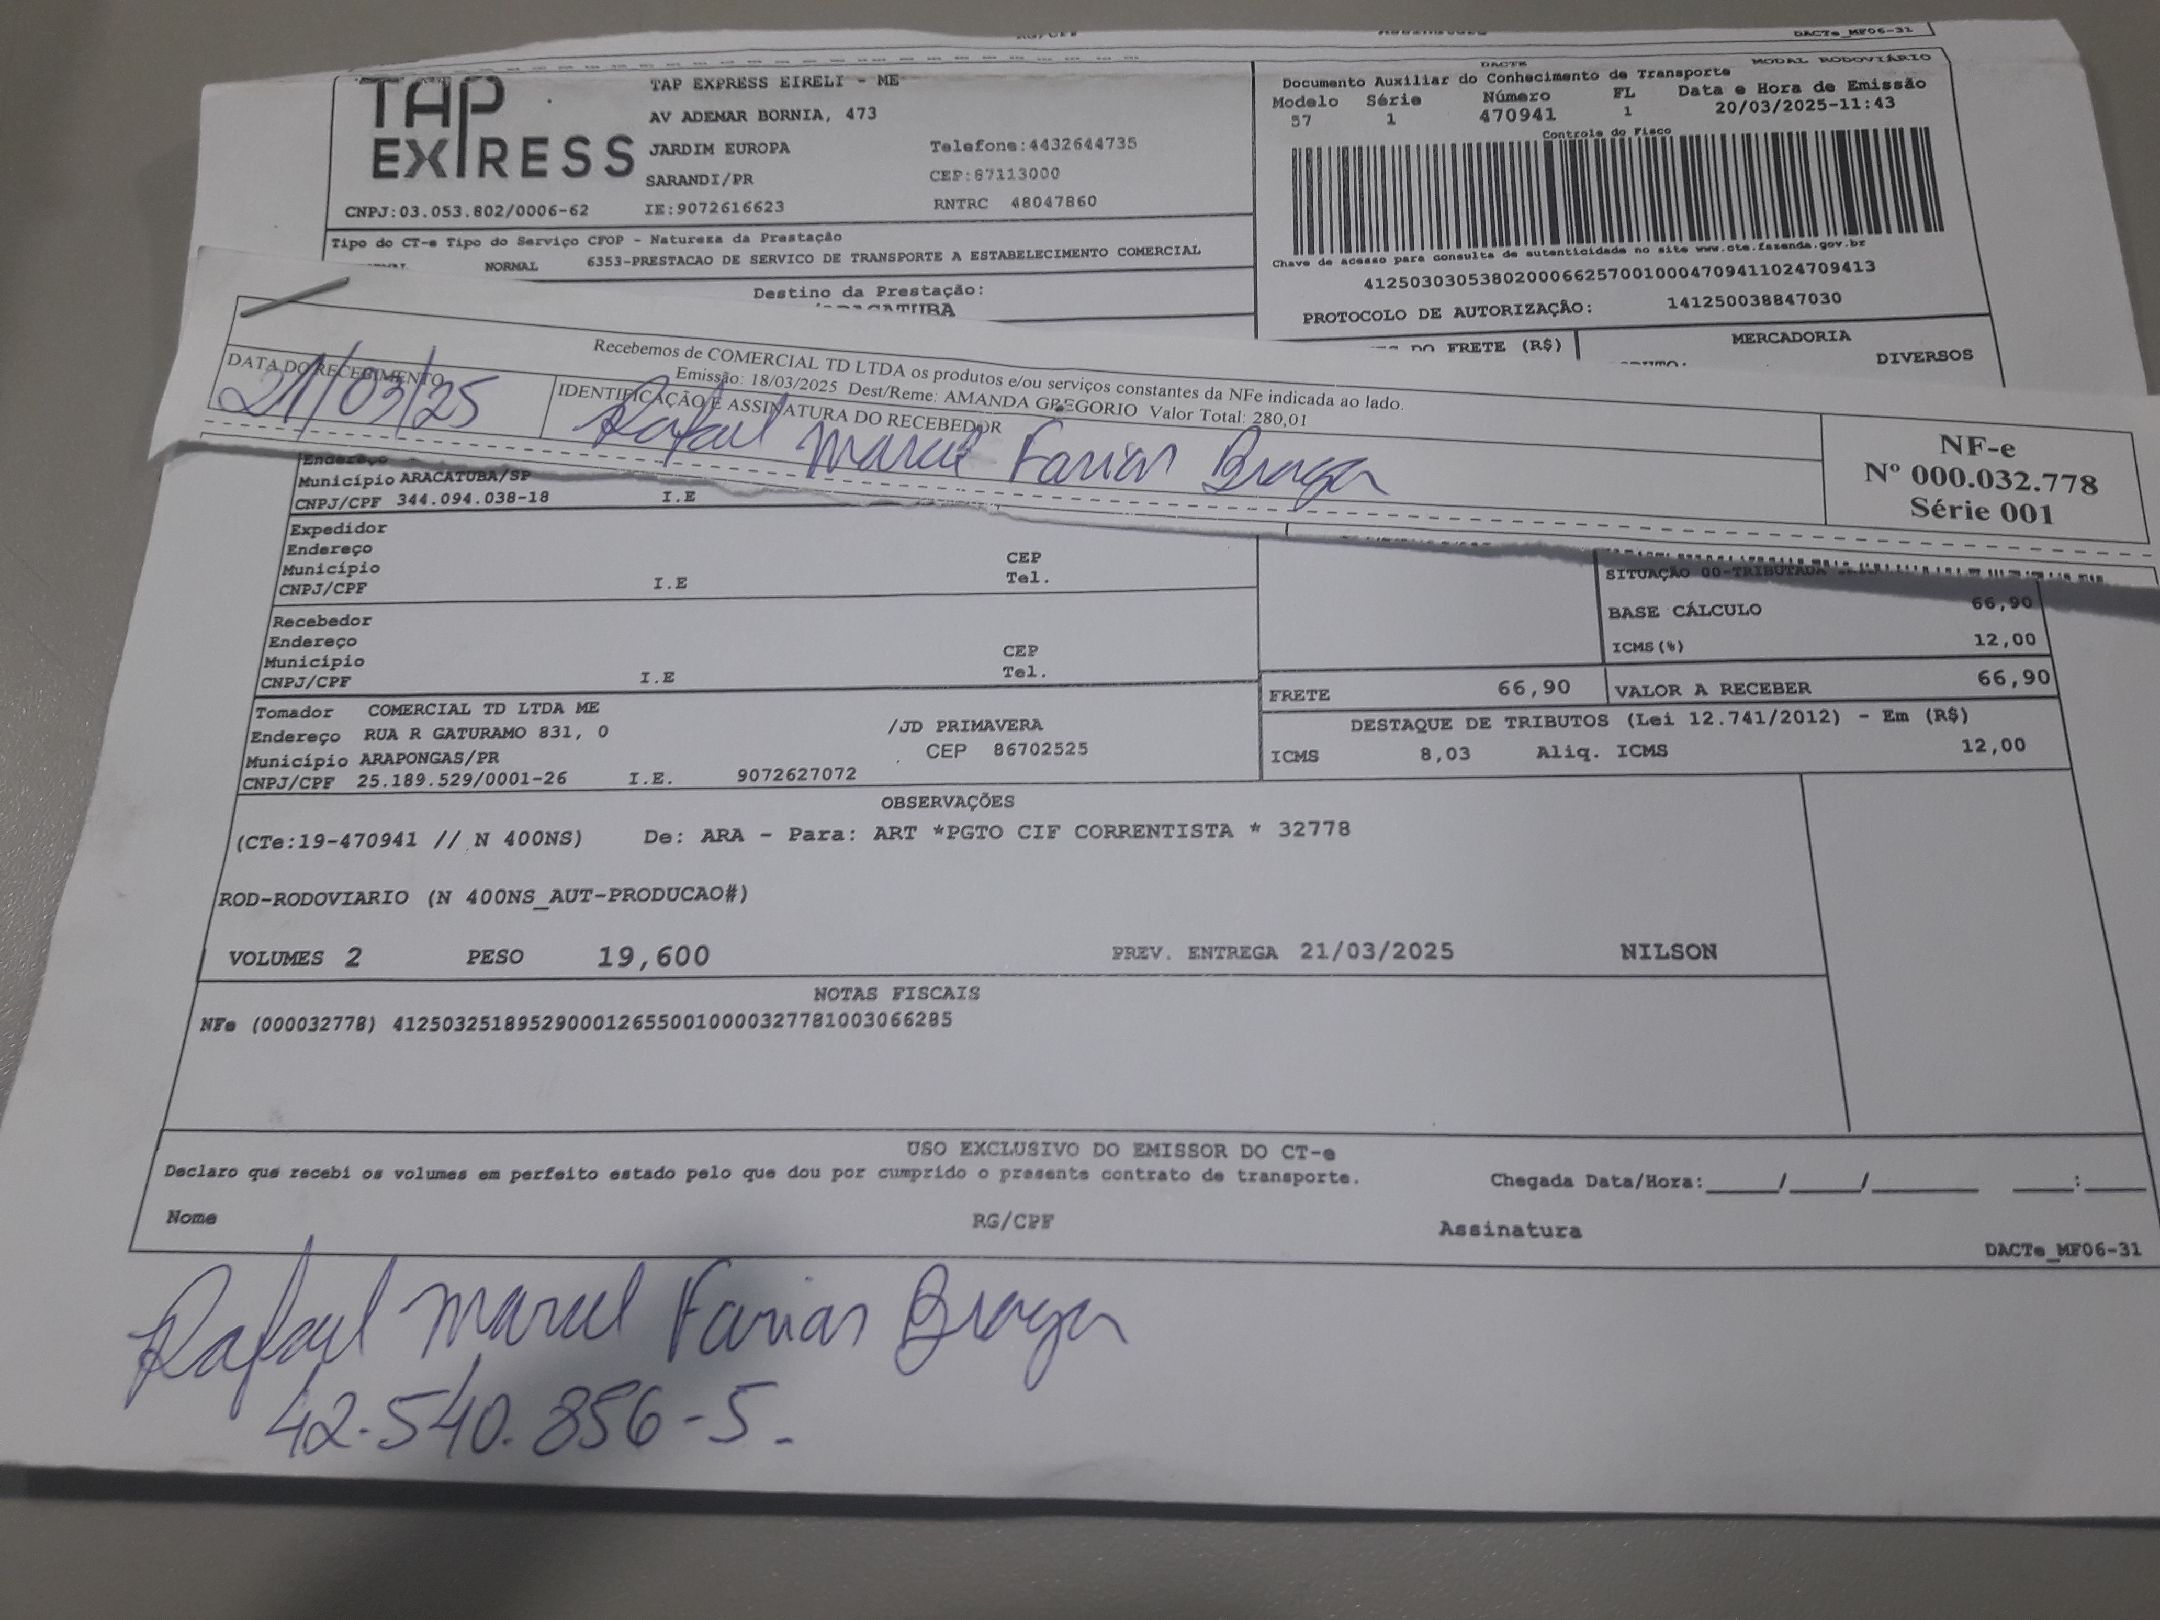 DACTe_MF06-31
TAP EXPRESS
TAP EXPRESS EIRELI - ME
AV ADEMAR BORNIA, 473
JARDIM EUROPA Telefone:4432644735
SARANDI/PR CEP:87113000
CNPJ:03.053.802/0006-62 IE:9072616623 RNTRC 48047860
DACTE MODAL RODOVIÁRIO
Documento Auxiliar do Conhecimento de Transporte
Modelo Série Número FL Data e Hora de Emissão
57 1 470941 1 20/03/2025-11:43
Controle do Fisco
Chave de acesso para consulta de autenticidade no site www.cte.fazenda.gov.br
41250303053802000662570010004709411024709413
PROTOCOLO DE AUTORIZAÇÃO: 141250038847030
Tipo do CT-e Tipo do Serviço CFOP - Natureza da Prestação
NORMAL 6353-PRESTACAO DE SERVICO DE TRANSPORTE A ESTABELECIMENTO COMERCIAL
Destino da Prestação:
DO FRETE (R$) MERCADORIA
DIVERSOS
Recebemos de COMERCIAL TD LTDA os produtos e/ou serviços constantes da NFe indicada ao lado.
Emissão: 18/03/2025 Dest/Reme: AMANDA GREGORIO Valor Total: 280,01
DATA DO RECEBIMENTO IDENTIFICAÇÃO E ASSINATURA DO RECEBEDOR
21/03/25 Rafael Marcel Farias Braga
NF-e
Nº 000.032.778
Série 001
Endereço
Município ARACATUBA/SP
CNPJ/CPF 344.094.038-18 I.E
Expedidor
Endereço CEP
Município Tel.
CNPJ/CPF I.E
SITUAÇÃO 00-TRIBUTADA
BASE CÁLCULO 66,90
ICMS(%) 12,00
Recebedor
Endereço CEP
Município Tel.
CNPJ/CPF I.E
FRETE 66,90 VALOR A RECEBER 66,90
Tomador COMERCIAL TD LTDA ME
Endereço RUA R GATURAMO 831, 0 /JD PRIMAVERA
Município ARAPONGAS/PR CEP 86702525
CNPJ/CPF 25.189.529/0001-26 I.E. 9072627072
DESTAQUE DE TRIBUTOS (Lei 12.741/2012) - Em (R$)
ICMS 8,03 Aliq. ICMS 12,00
OBSERVAÇÕES
(CTe:19-470941 // N 400NS) De: ARA - Para: ART *PGTO CIF CORRENTISTA * 32778
ROD-RODOVIARIO (N 400NS_AUT-PRODUCAO#)
VOLUMES 2 PESO 19,600 PREV. ENTREGA 21/03/2025 NILSON
NOTAS FISCAIS
NFe (000032778) 41250325189529000126550010000327781003066285
USO EXCLUSIVO DO EMISSOR DO CT-e
Declaro que recebi os volumes em perfeito estado pelo que dou por cumprido o presente contrato de transporte. Chegada Data/Hora:_____/_____/________ ____:____
Nome RG/CPF Assinatura
DACTe_MF06-31
Rafael Marcel Farias Braga
42.540.856-5.